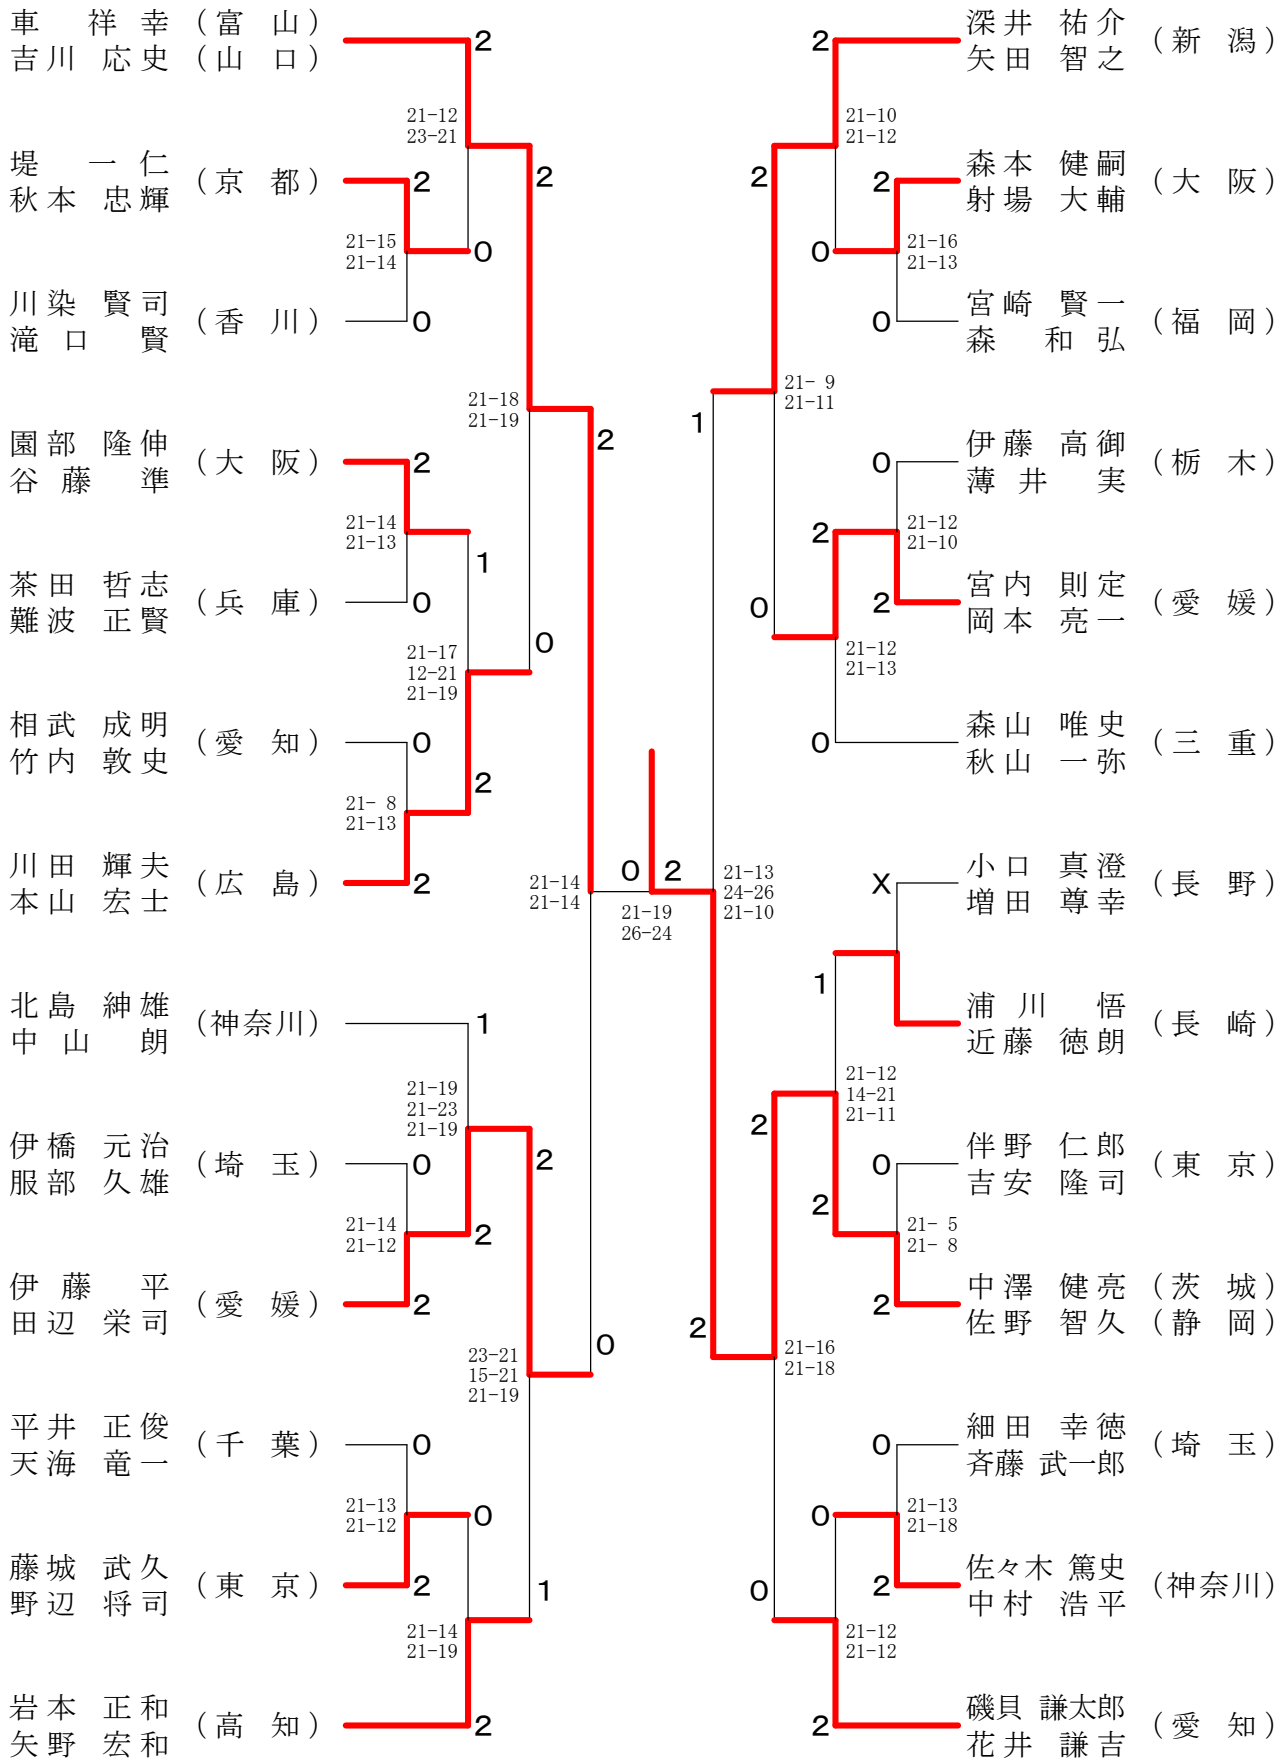 車 祥幸 (富山)
吉川 応史 (山口)
2
21-12
23-21
堤 一仁
秋本 忠輝
(京都)
2
2
21-15
21-14
0
川染 賢司
滝口 賢
(香川)
0
21-18
21-19
園部 隆伸
谷藤 準
(大阪)
2
2
21-14
21-13
1
茶田 哲志
難波 正賢
(兵庫)
0
0
21-17
12-21
21-19
相武 成明
竹内 敦史
(愛知)
0
2
21- 8
21-13
川田 輝夫
本山 宏士
(広島)
2
21-14
21-14
北島 紳雄
中山 朗
(神奈川)
1
21-19
21-23
21-19
伊橋 元治
服部 久雄
(埼玉)
0
2
21-14
21-12
2
伊藤 平
田辺 栄司
(愛媛)
2
0
23-21
15-21
21-19
平井 正俊
天海 竜一
(千葉)
0
21-13
21-12
0
藤城 武久
野辺 将司
(東京)
2
1
21-14
21-19
岩本 正和
矢野 宏和
(高知)
2
0
2
21-19
26-24
2
深井 祐介
矢田 智之
(新潟)
21-10
21-12
2
2
森本 健嗣
射場 大輔
(大阪)
0
21-16
21-13
0
宮崎 賢一
森 和弘
(福岡)
21- 9
21-11
1
0
伊藤 高御
薄井 実
(栃木)
2
21-12
21-10
0
2
宮内 則定
岡本 亮一
(愛媛)
21-12
21-13
0
森山 唯史
秋山 一弥
(三重)
21-13
24-26
21-10
X
小口 真澄
増田 尊幸
(長野)
1
浦川 悟
近藤 徳朗
(長崎)
21-12
14-21
21-11
2
0
伴野 仁郎
吉安 隆司
(東京)
2
21- 5
21- 8
2
中澤 健亮 (茨城)
佐野 智久 (静岡)
2
21-16
21-18
0
細田 幸徳
斉藤 武一郎
(埼玉)
0
21-13
21-18
0
2
佐々木 篤史
中村 浩平
(神奈川)
21-12
21-12
2
磯貝 謙太郎
花井 謙吉
(愛知)